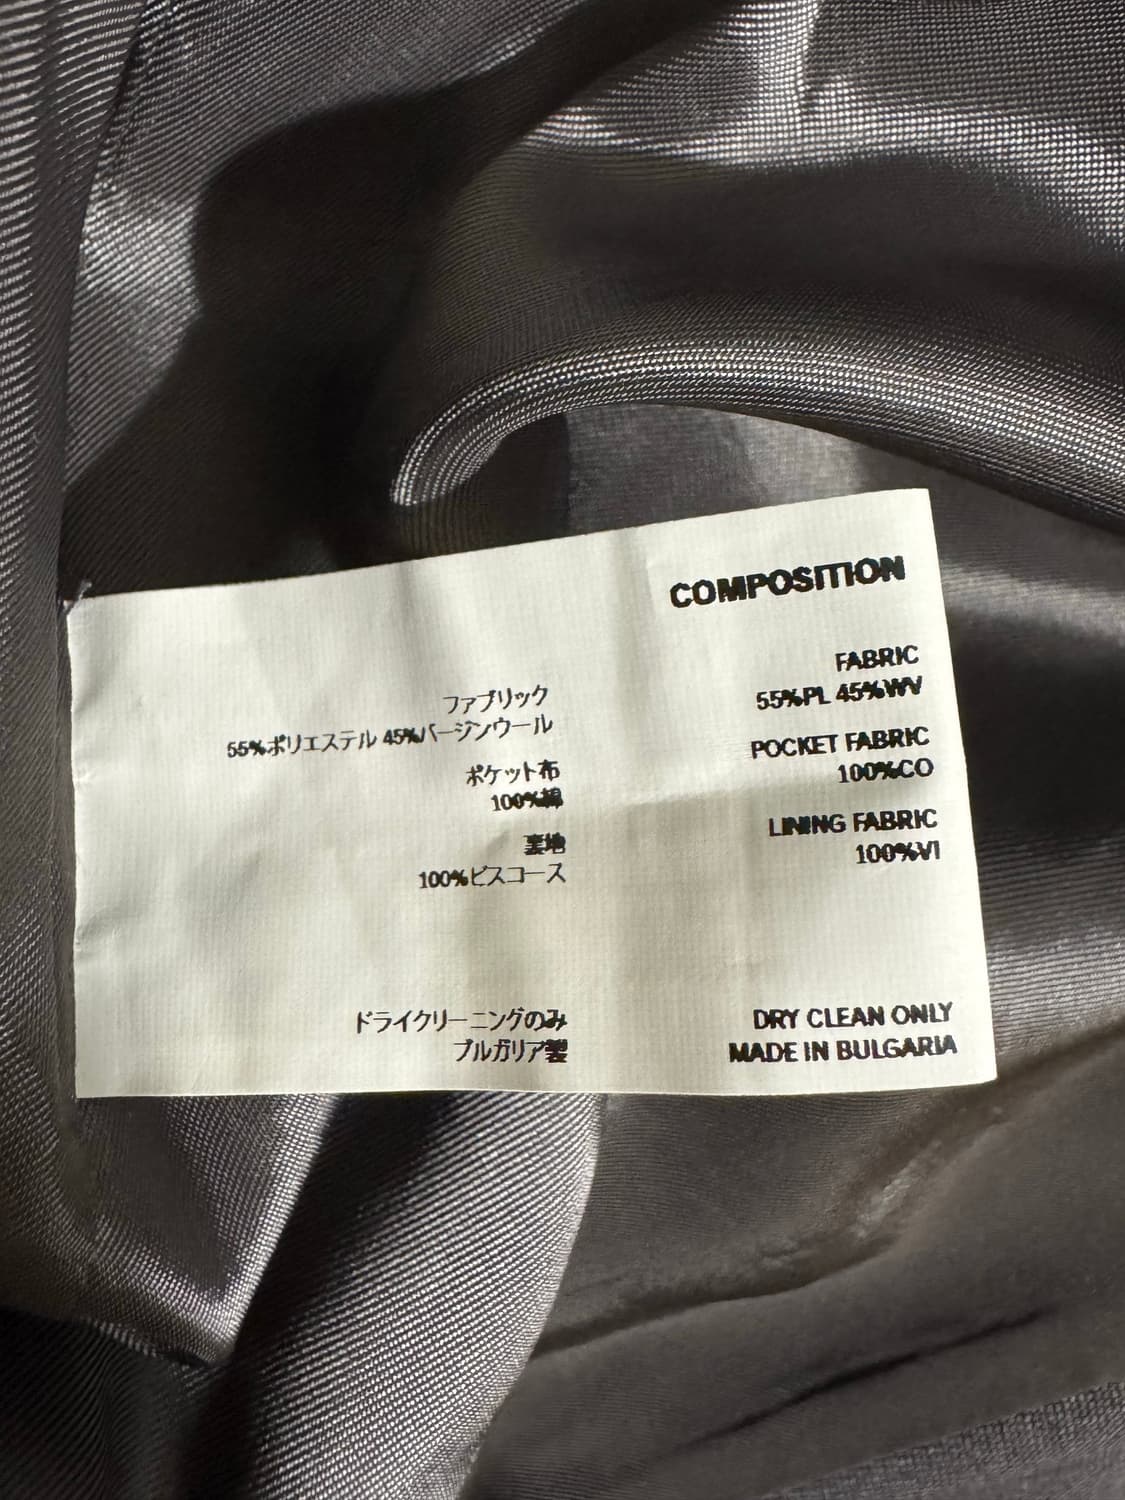 COMPOSITION
ファブリック
55%ポリエステル 45%バージンウール
ポケット布
100%綿
裏地
100%ビスコース
ドライクリーニングのみ
ブルガリア製
FABRIC
55%PL 45%WV
POCKET FABRIC
100%CO
LINING FABRIC
100%VI
DRY CLEAN ONLY
MADE IN BULGARIA